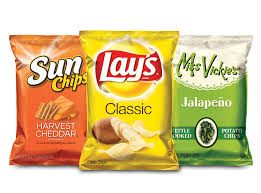 Sun
Chips
HARVEST
CHEDDAR
Lay's
Classic
Miss
Vickie's
Jalapeño
KETTLE
COOKED
POTATO
CHIPS